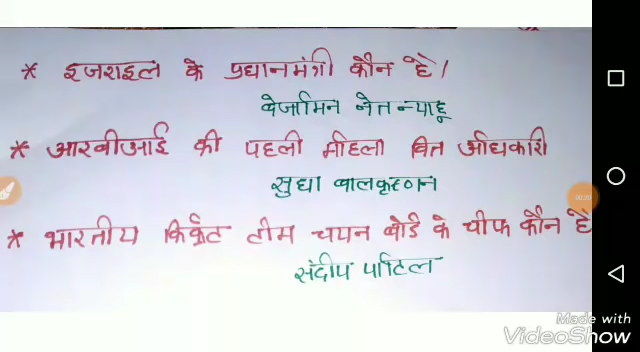 * इजराइल के प्रधानमंत्री कौन है।
बेंजामिन नेतन्याहू
* आरबीआई की पहली महिला वित्त अधिकारी
सुधा बालकृष्णन
* भारतीय क्रिकेट टीम चयन बोर्ड के चीफ कौन है
संदीप पाटिल
Made with
VideoShow